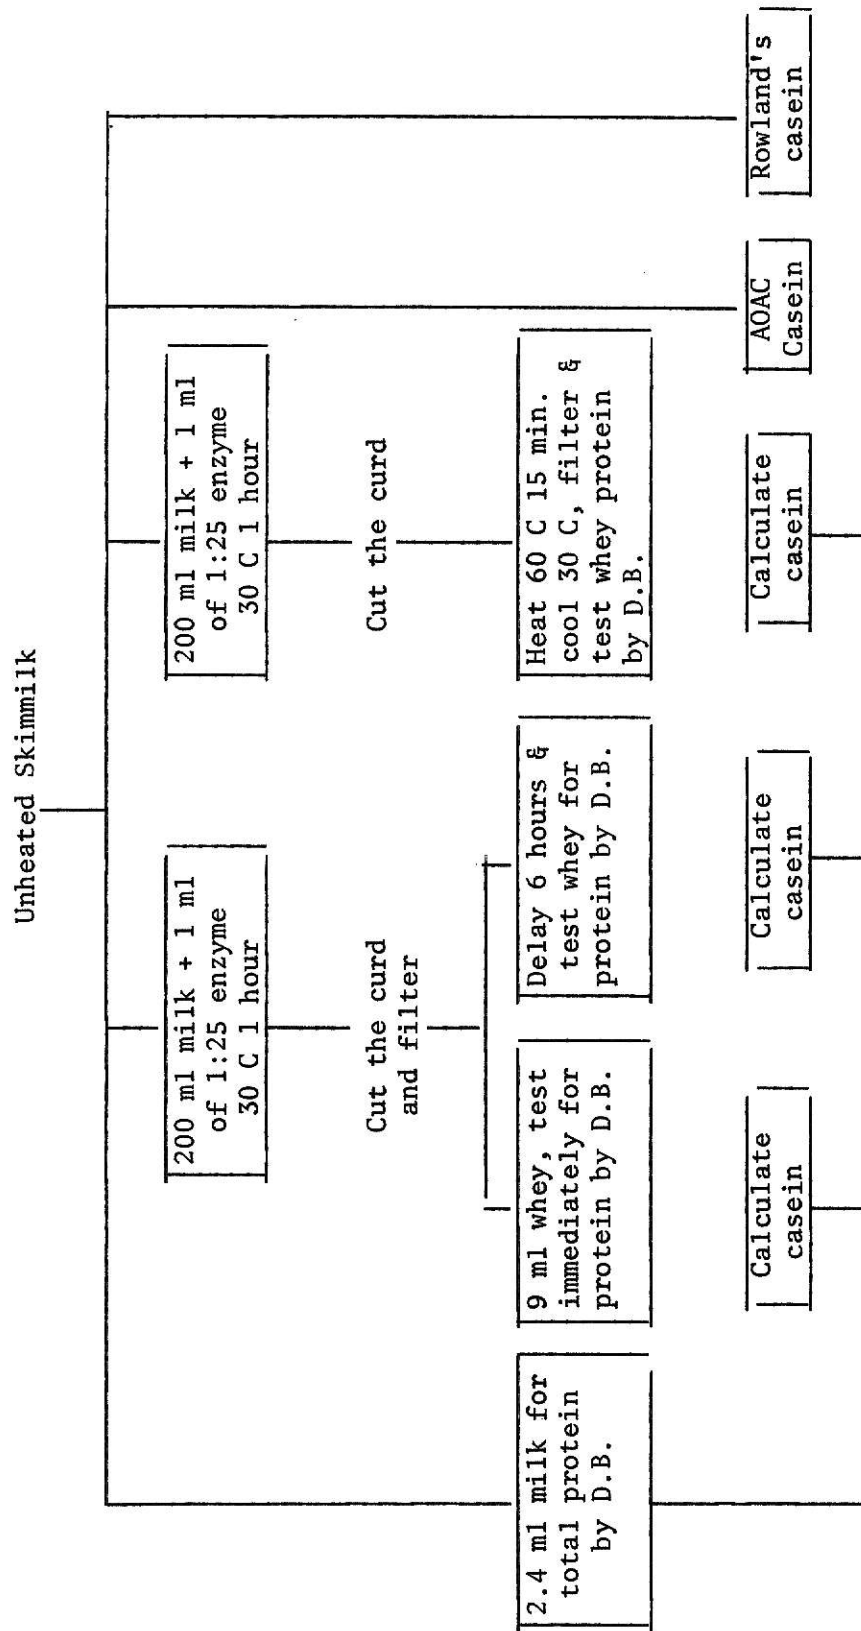 Unheated Skimmilk
200 ml milk + 1 ml
of 1:25 enzyme
30 C 1 hour
200 ml milk + 1 ml
of 1:25 enzyme
30 C 1 hour
Cut the curd
and filter
Cut the curd
2.4 ml milk for
total protein
by D.B.
9 ml whey, test
immediately for
protein by D.B.
Delay 6 hours &
test whey for
protein by D.B.
Heat 60 C 15 min.
cool 30 C, filter &
test whey protein
by D.B.
Calculate
casein
Calculate
casein
Calculate
casein
AOAC
Casein
Rowland's
casein